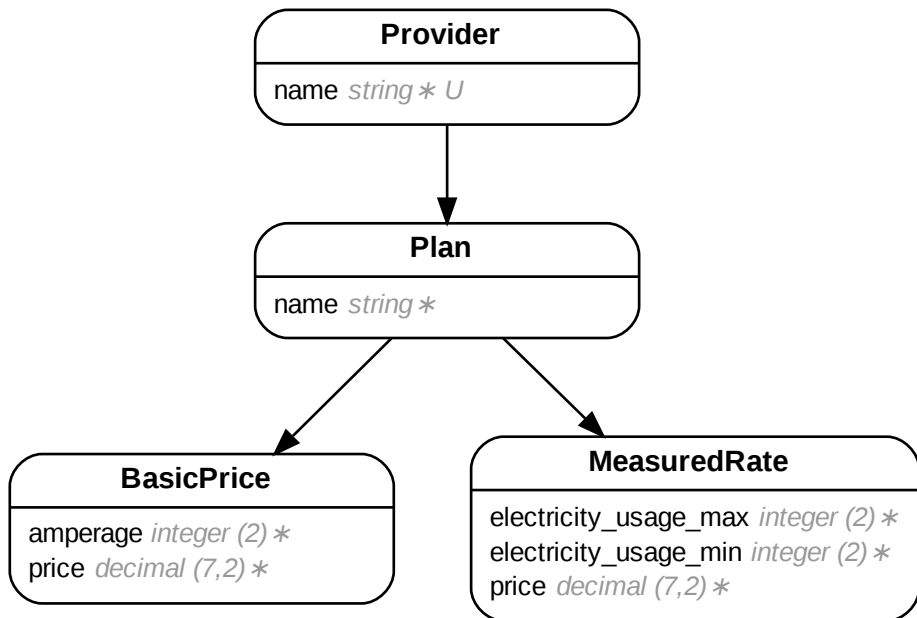 Provider
name string ∗ U
Plan
name string ∗
BasicPrice
amperage integer (2) ∗
price decimal (7,2) ∗
MeasuredRate
electricity_usage_max integer (2) ∗
electricity_usage_min integer (2) ∗
price decimal (7,2) ∗